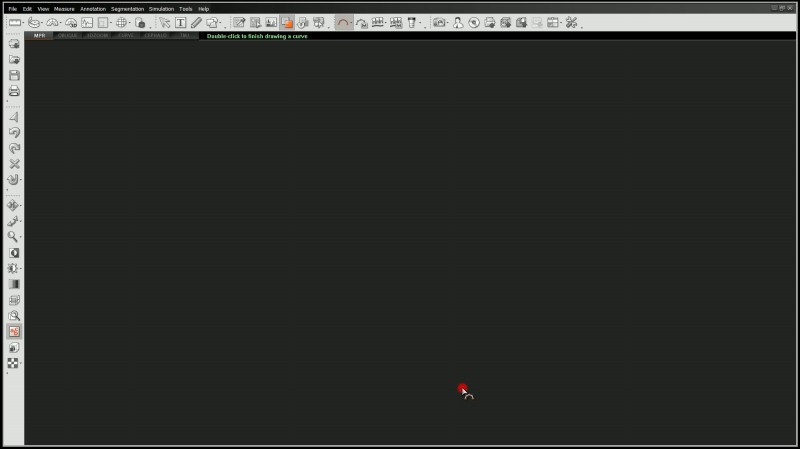 File Edit View Measure Annotation Segmentation Simulation Tools Help
MPR
Double-click to finish drawing a curve